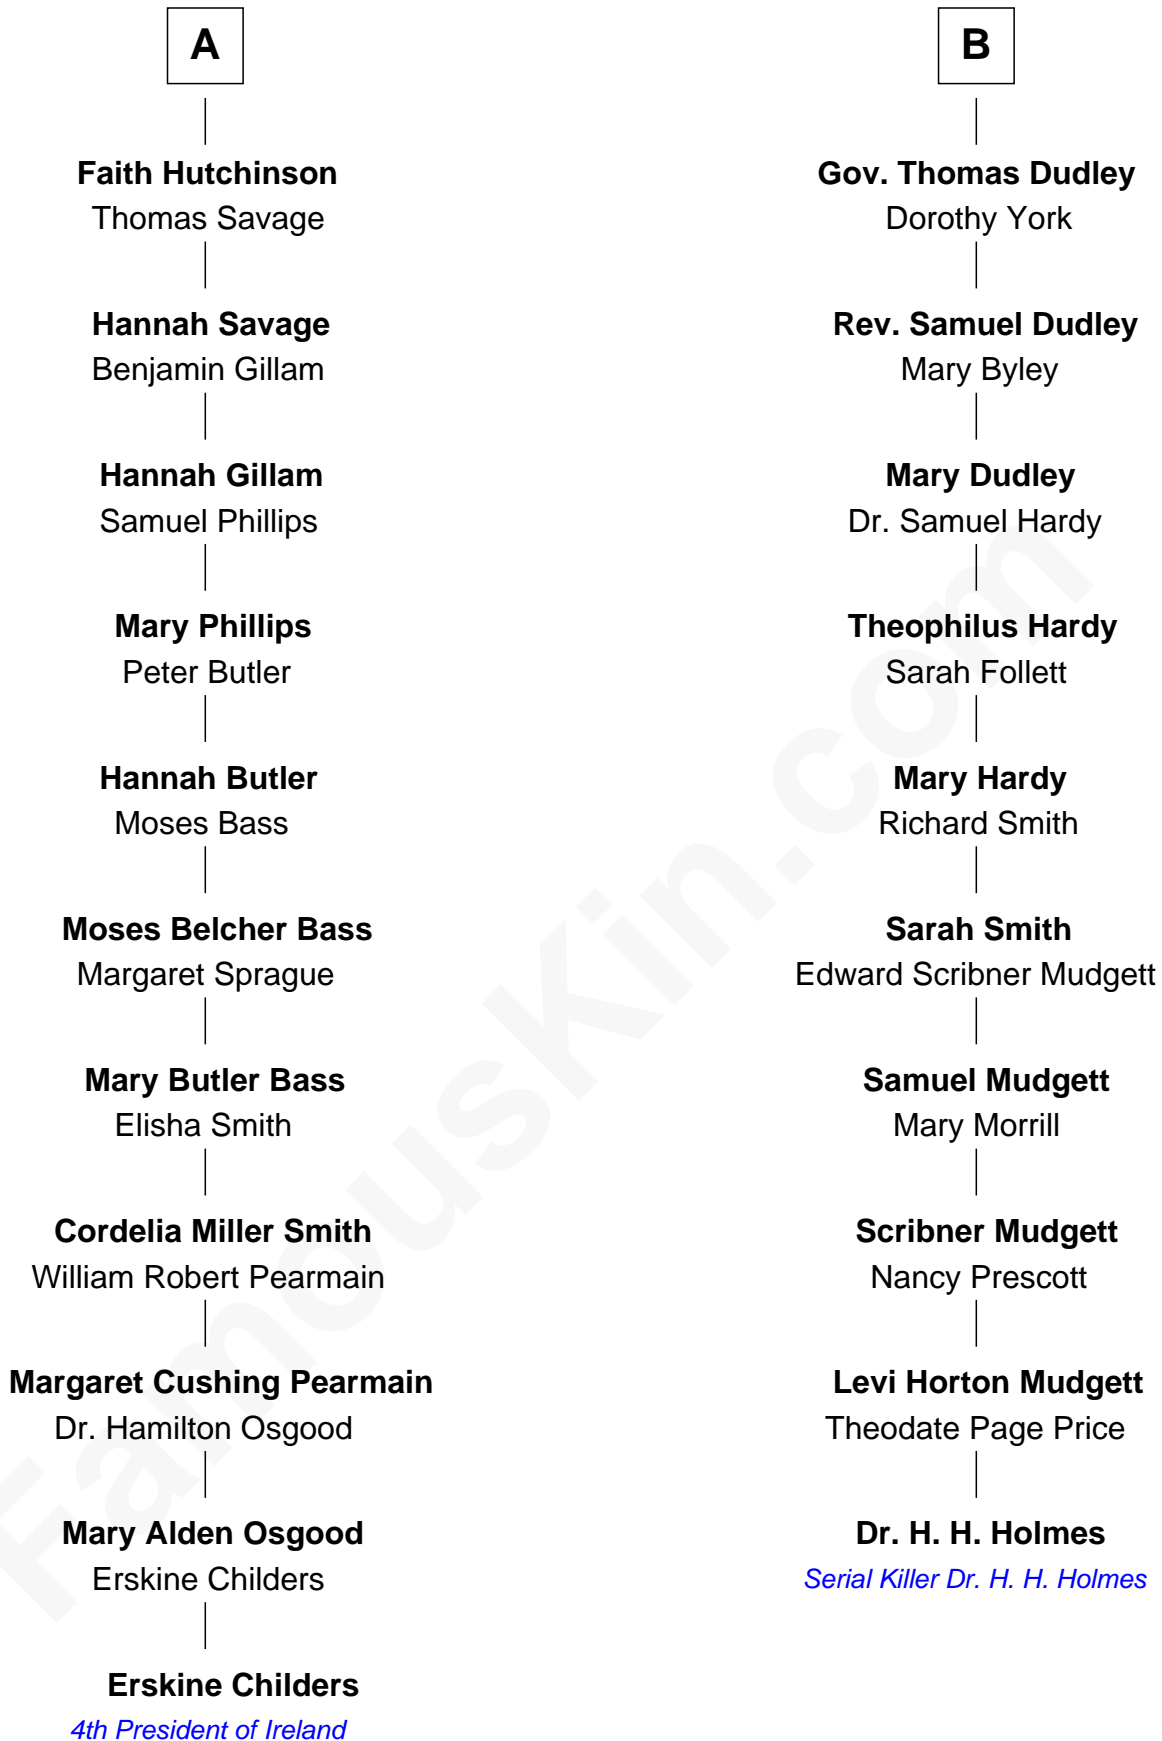 A
Faith Hutchinson
Thomas Savage
Hannah Savage
Benjamin Gillam
Hannah Gillam
Samuel Phillips
Mary Phillips
Peter Butler
Hannah Butler
Moses Bass
Moses Belcher Bass
Margaret Sprague
Mary Butler Bass
Elisha Smith
Cordelia Miller Smith
William Robert Pearmain
Margaret Cushing Pearmain
Dr. Hamilton Osgood
Mary Alden Osgood
Erskine Childers
Erskine Childers
4th President of Ireland
B
Gov. Thomas Dudley
Dorothy York
Rev. Samuel Dudley
Mary Byley
Mary Dudley
Dr. Samuel Hardy
Theophilus Hardy
Sarah Follett
Mary Hardy
Richard Smith
Sarah Smith
Edward Scribner Mudgett
Samuel Mudgett
Mary Morrill
Scribner Mudgett
Nancy Prescott
Levi Horton Mudgett
Theodate Page Price
Dr. H. H. Holmes
Serial Killer Dr. H. H. Holmes
FamousKin.com